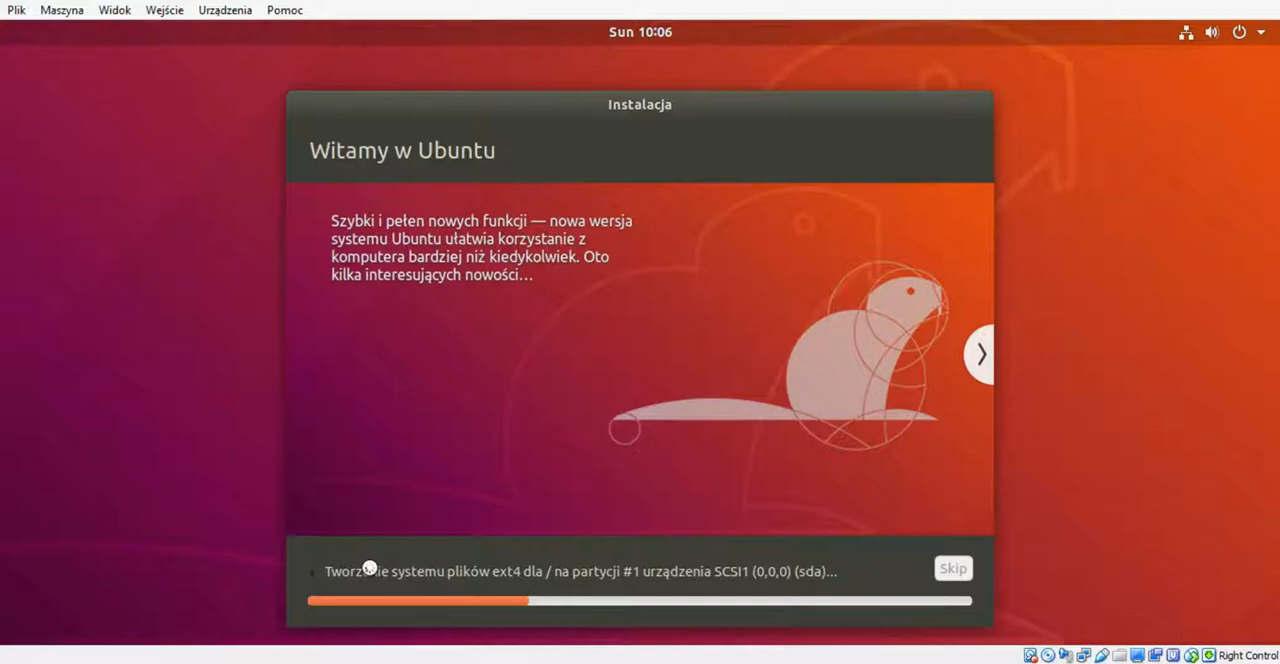 Plik Maszyna Widok Wejście Urządzenia Pomoc
Sun 10:06
Instalacja
Witamy w Ubuntu
Szybki i pełen nowych funkcji — nowa wersja
systemu Ubuntu ułatwia korzystanie z
komputera bardziej niż kiedykolwiek. Oto
kilka interesujących nowości…
Tworzenie systemu plików ext4 dla / na partycji #1 urządzenia SCSI1 (0,0,0) (sda)...
Skip
Right Control